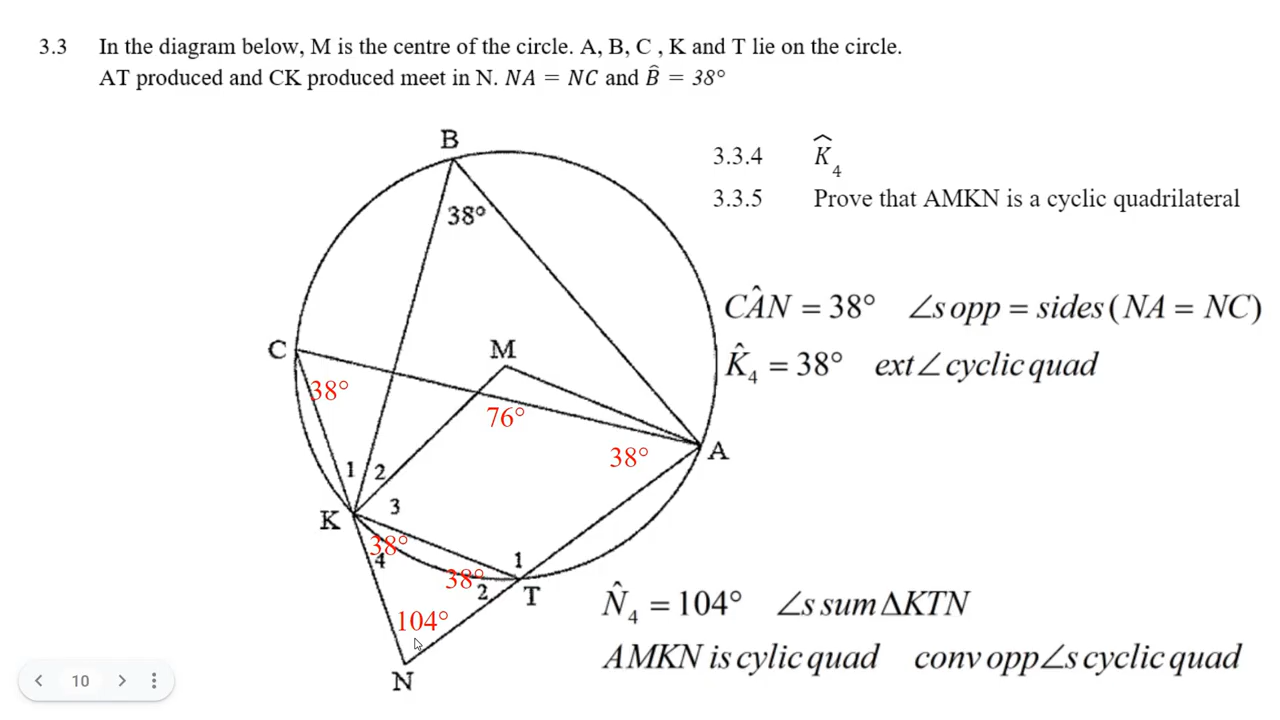 3.3 In the diagram below, M is the centre of the circle. A, B, C , K and T lie on the circle.
AT produced and CK produced meet in N. NA = NC and B̂ = 38°
B
3.3.4 K̂₄
3.3.5 Prove that AMKN is a cyclic quadrilateral
38°
CÂN = 38° ∠s opp = sides (NA = NC)
C
M
K̂₄ = 38° ext∠cyclic quad
38°
76°
38°
A
1 2
3
K
38°
4
1
38°
2
T
N̂₄ = 104° ∠s sum ΔKTN
104°
AMKN is cylic quad conv opp∠s cyclic quad
N
< 10 >